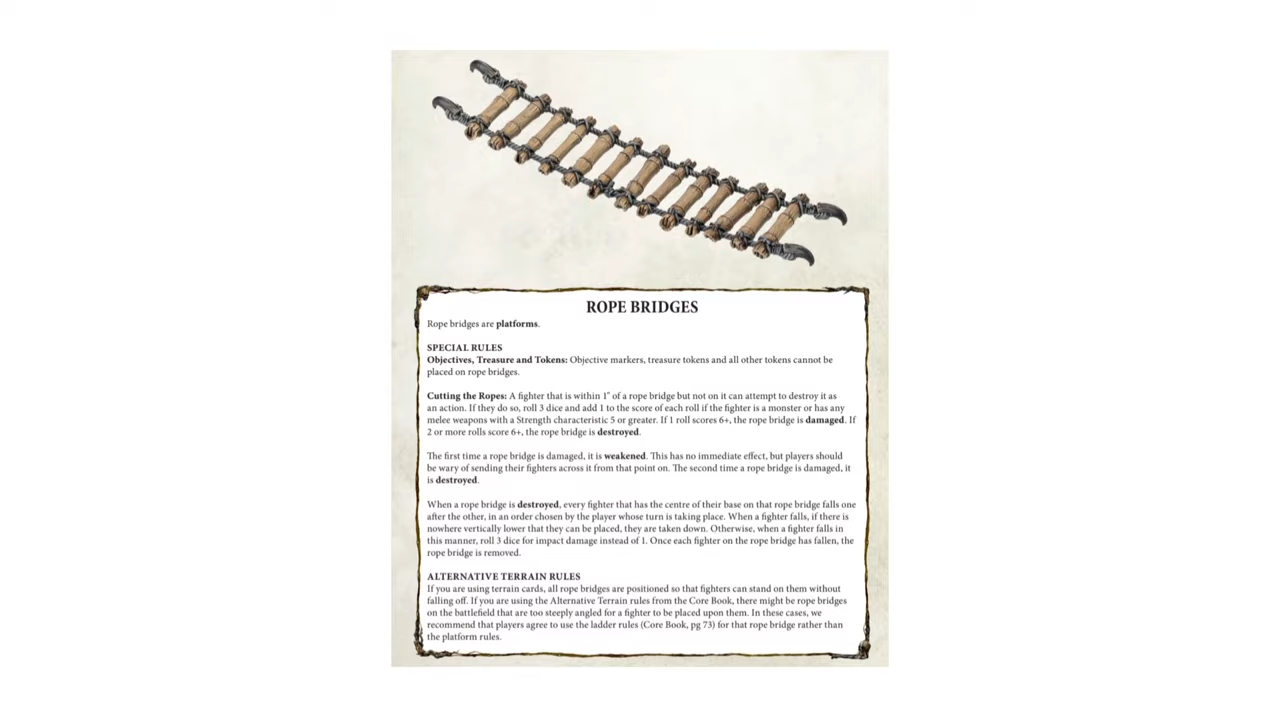 ROPE BRIDGES
Rope bridges are platforms.
SPECIAL RULES
Objectives, Treasure and Tokens: Objective markers, treasure tokens and all other tokens cannot be
placed on rope bridges.
Cutting the Ropes: A fighter that is within 1" of a rope bridge but not on it can attempt to destroy it as
an action. If they do so, roll 3 dice and add 1 to the score of each roll if the fighter is a monster or has any
melee weapons with a Strength characteristic 5 or greater. If 1 roll scores 6+, the rope bridge is damaged. If
2 or more rolls score 6+, the rope bridge is destroyed.
The first time a rope bridge is damaged, it is weakened. This has no immediate effect, but players should
be wary of sending their fighters across it from that point on. The second time a rope bridge is damaged, it
is destroyed.
When a rope bridge is destroyed, every fighter that has the centre of their base on that rope bridge falls one
after the other, in an order chosen by the player whose turn is taking place. When a fighter falls, if there is
nowhere vertically lower that they can be placed, they are taken down. Otherwise, when a fighter falls in
this manner, roll 3 dice for impact damage instead of 1. Once each fighter on the rope bridge has fallen, the
rope bridge is removed.
ALTERNATIVE TERRAIN RULES
If you are using terrain cards, all rope bridges are positioned so that fighters can stand on them without
falling off. If you are using the Alternative Terrain rules from the Core Book, there might be rope bridges
on the battlefield that are too steeply angled for a fighter to be placed upon them. In these cases, we
recommend that players agree to use the ladder rules (Core Book, pg 73) for that rope bridge rather than
the platform rules.